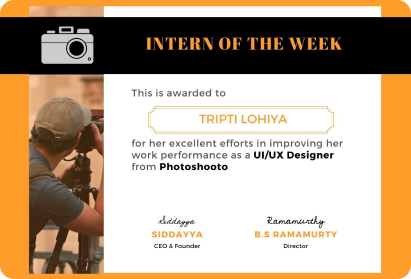 INTERN OF THE WEEK
This is awarded to
TRIPTI LOHIYA
for her excellent efforts in improving her
work performance as a UI/UX Designer
from Photoshooto
Siddayya
Ramamurthy
SIDDAYYA
B.S RAMAMURTY
CEO & Founder
Director